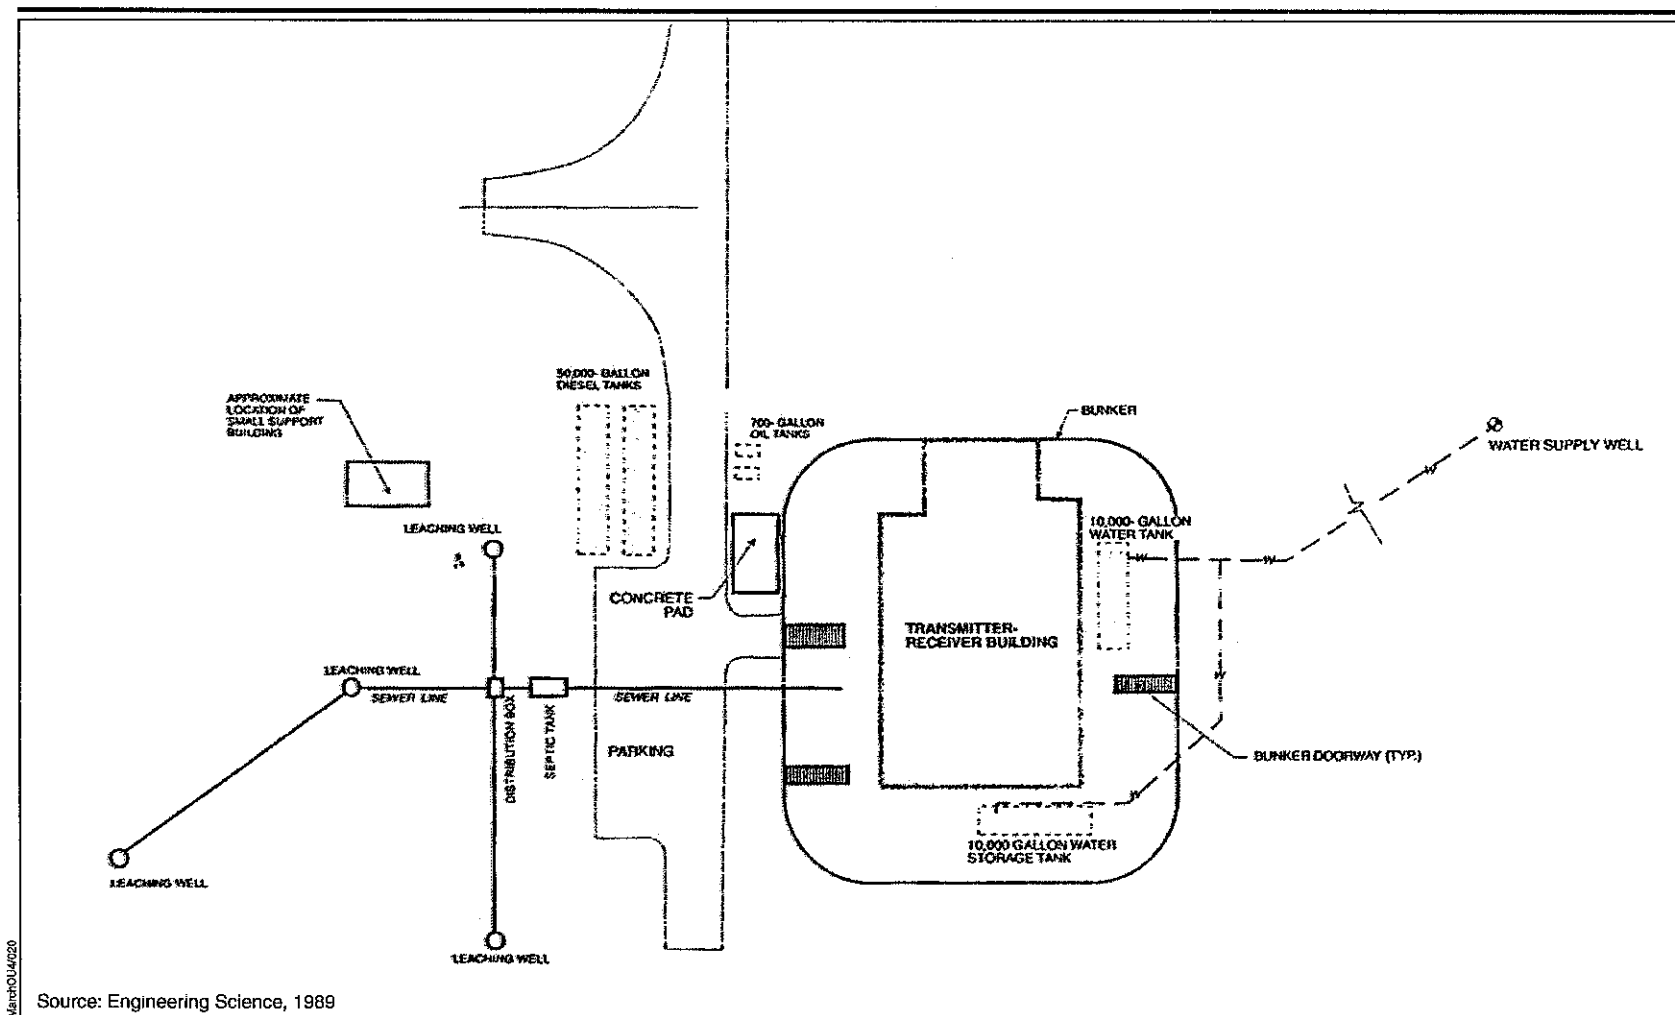 50,000- GALLON
DIESEL TANKS
APPROXIMATE
LOCATION OF
SMALL SUPPORT
BUILDING
700- GALLON
OIL TANKS
BUNKER
WATER SUPPLY WELL
LEACHING WELL
10,000- GALLON
WATER TANK
W
W
W
CONCRETE
PAD
TRANSMITTER-
RECEIVER BUILDING
LEACHING WELL
SEWER LINE
SEWER LINE
W
DISTRIBUTION BOX
SEPTIC TANK
PARKING
BUNKER DOORWAY (TYP.)
W
10,000 GALLON WATER
STORAGE TANK
LEACHING WELL
LEACHING WELL
MarchOU4/020
Source: Engineering Science, 1989